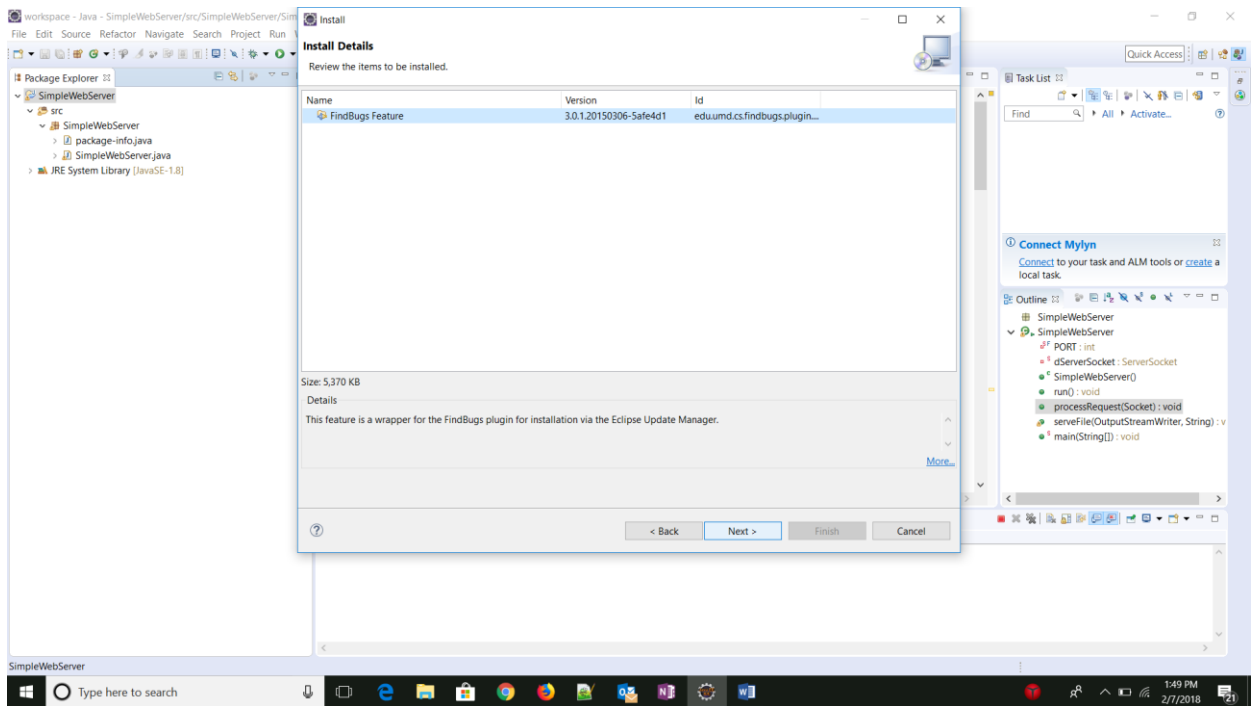 workspace - Java - SimpleWebServer/src/SimpleWebServer/Sim
File Edit Source Refactor Navigate Search Project Run
Quick Access
Package Explorer
SimpleWebServer
src
SimpleWebServer
package-info.java
SimpleWebServer.java
JRE System Library [JavaSE-1.8]
Install
Install Details
Review the items to be installed.
Name Version Id
FindBugs Feature 3.0.1.20150306-5afe4d1 edu.umd.cs.findbugs.plugin....
Size: 5,370 KB
Details
This feature is a wrapper for the FindBugs plugin for installation via the Eclipse Update Manager.
More...
< Back Next > Finish Cancel
Task List
Find All Activate...
Connect Mylyn
Connect to your task and ALM tools or create a
local task.
Outline
SimpleWebServer
SimpleWebServer
PORT : int
dServerSocket : ServerSocket
SimpleWebServer()
run() : void
processRequest(Socket) : void
serveFile(OutputStreamWriter, String) : v
main(String[]) : void
SimpleWebServer
Type here to search
1:49 PM
2/7/2018
21